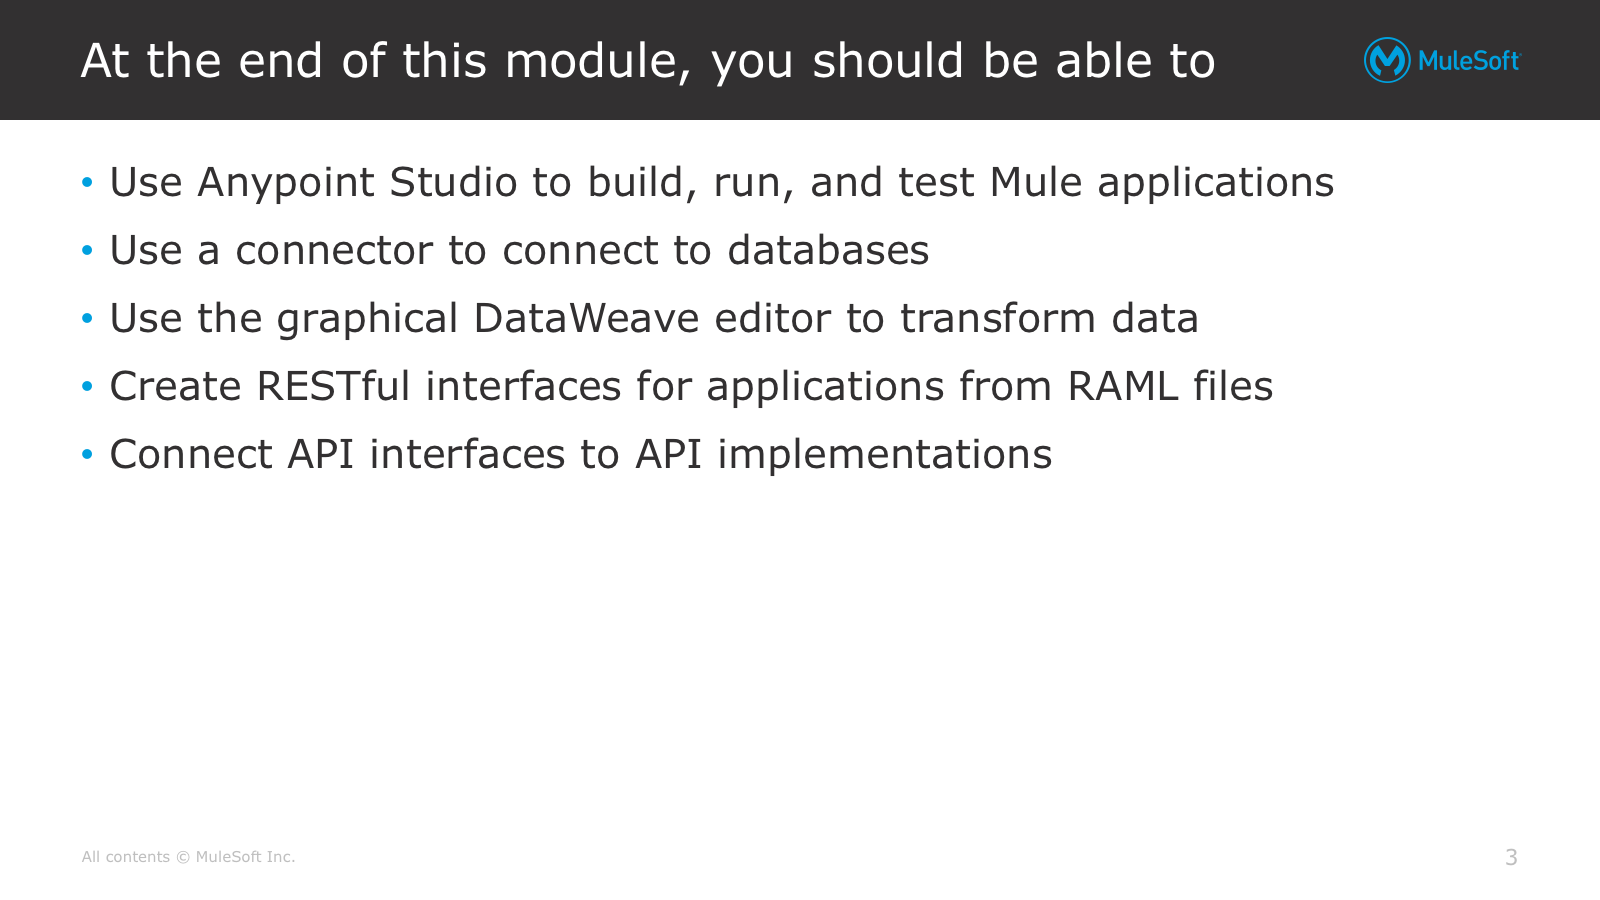 At the end of this module, you should be able to
MuleSoft
• Use Anypoint Studio to build, run, and test Mule applications
• Use a connector to connect to databases
• Use the graphical DataWeave editor to transform data
• Create RESTful interfaces for applications from RAML files
• Connect API interfaces to API implementations
All contents © MuleSoft Inc.
3